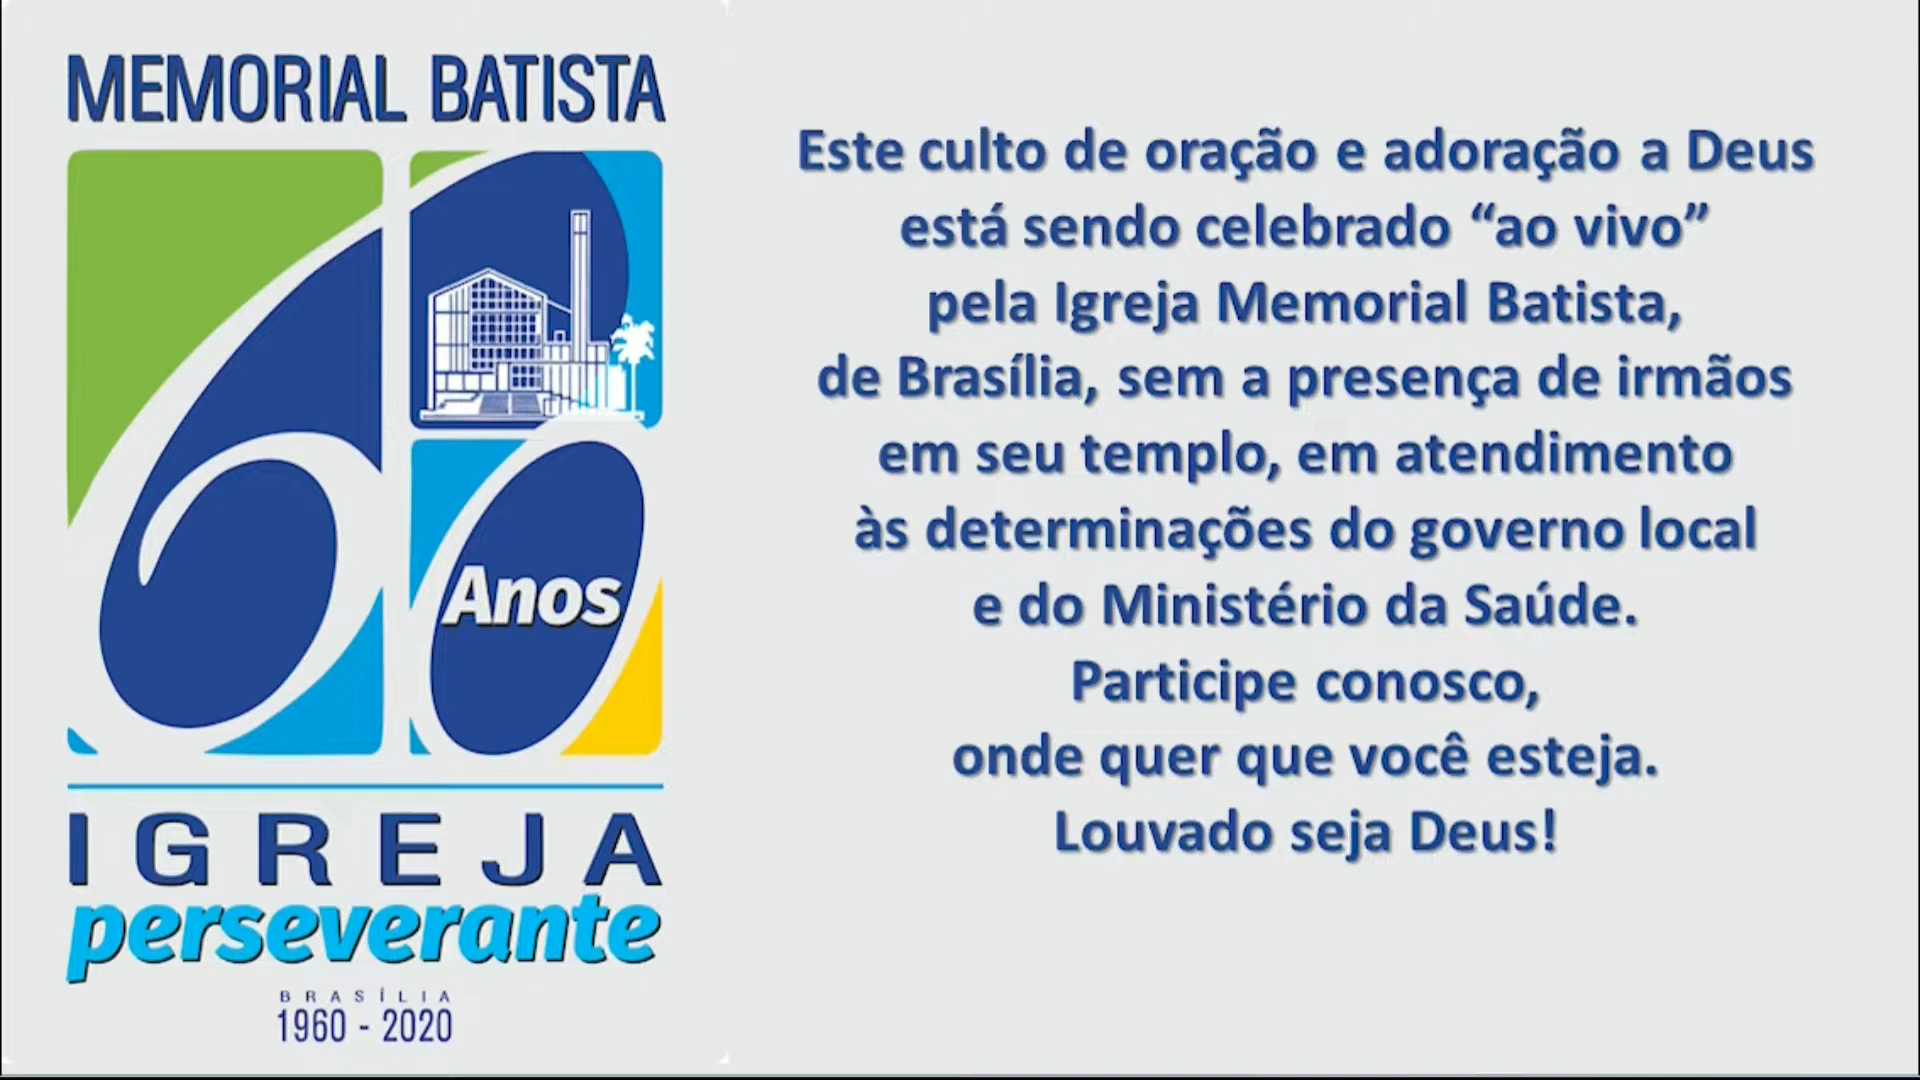 MEMORIAL BATISTA
60
Anos
IGREJA
perseverante
BRASÍLIA
1960 - 2020
Este culto de oração e adoração a Deus
está sendo celebrado “ao vivo”
pela Igreja Memorial Batista,
de Brasília, sem a presença de irmãos
em seu templo, em atendimento
às determinações do governo local
e do Ministério da Saúde.
Participe conosco,
onde quer que você esteja.
Louvado seja Deus!